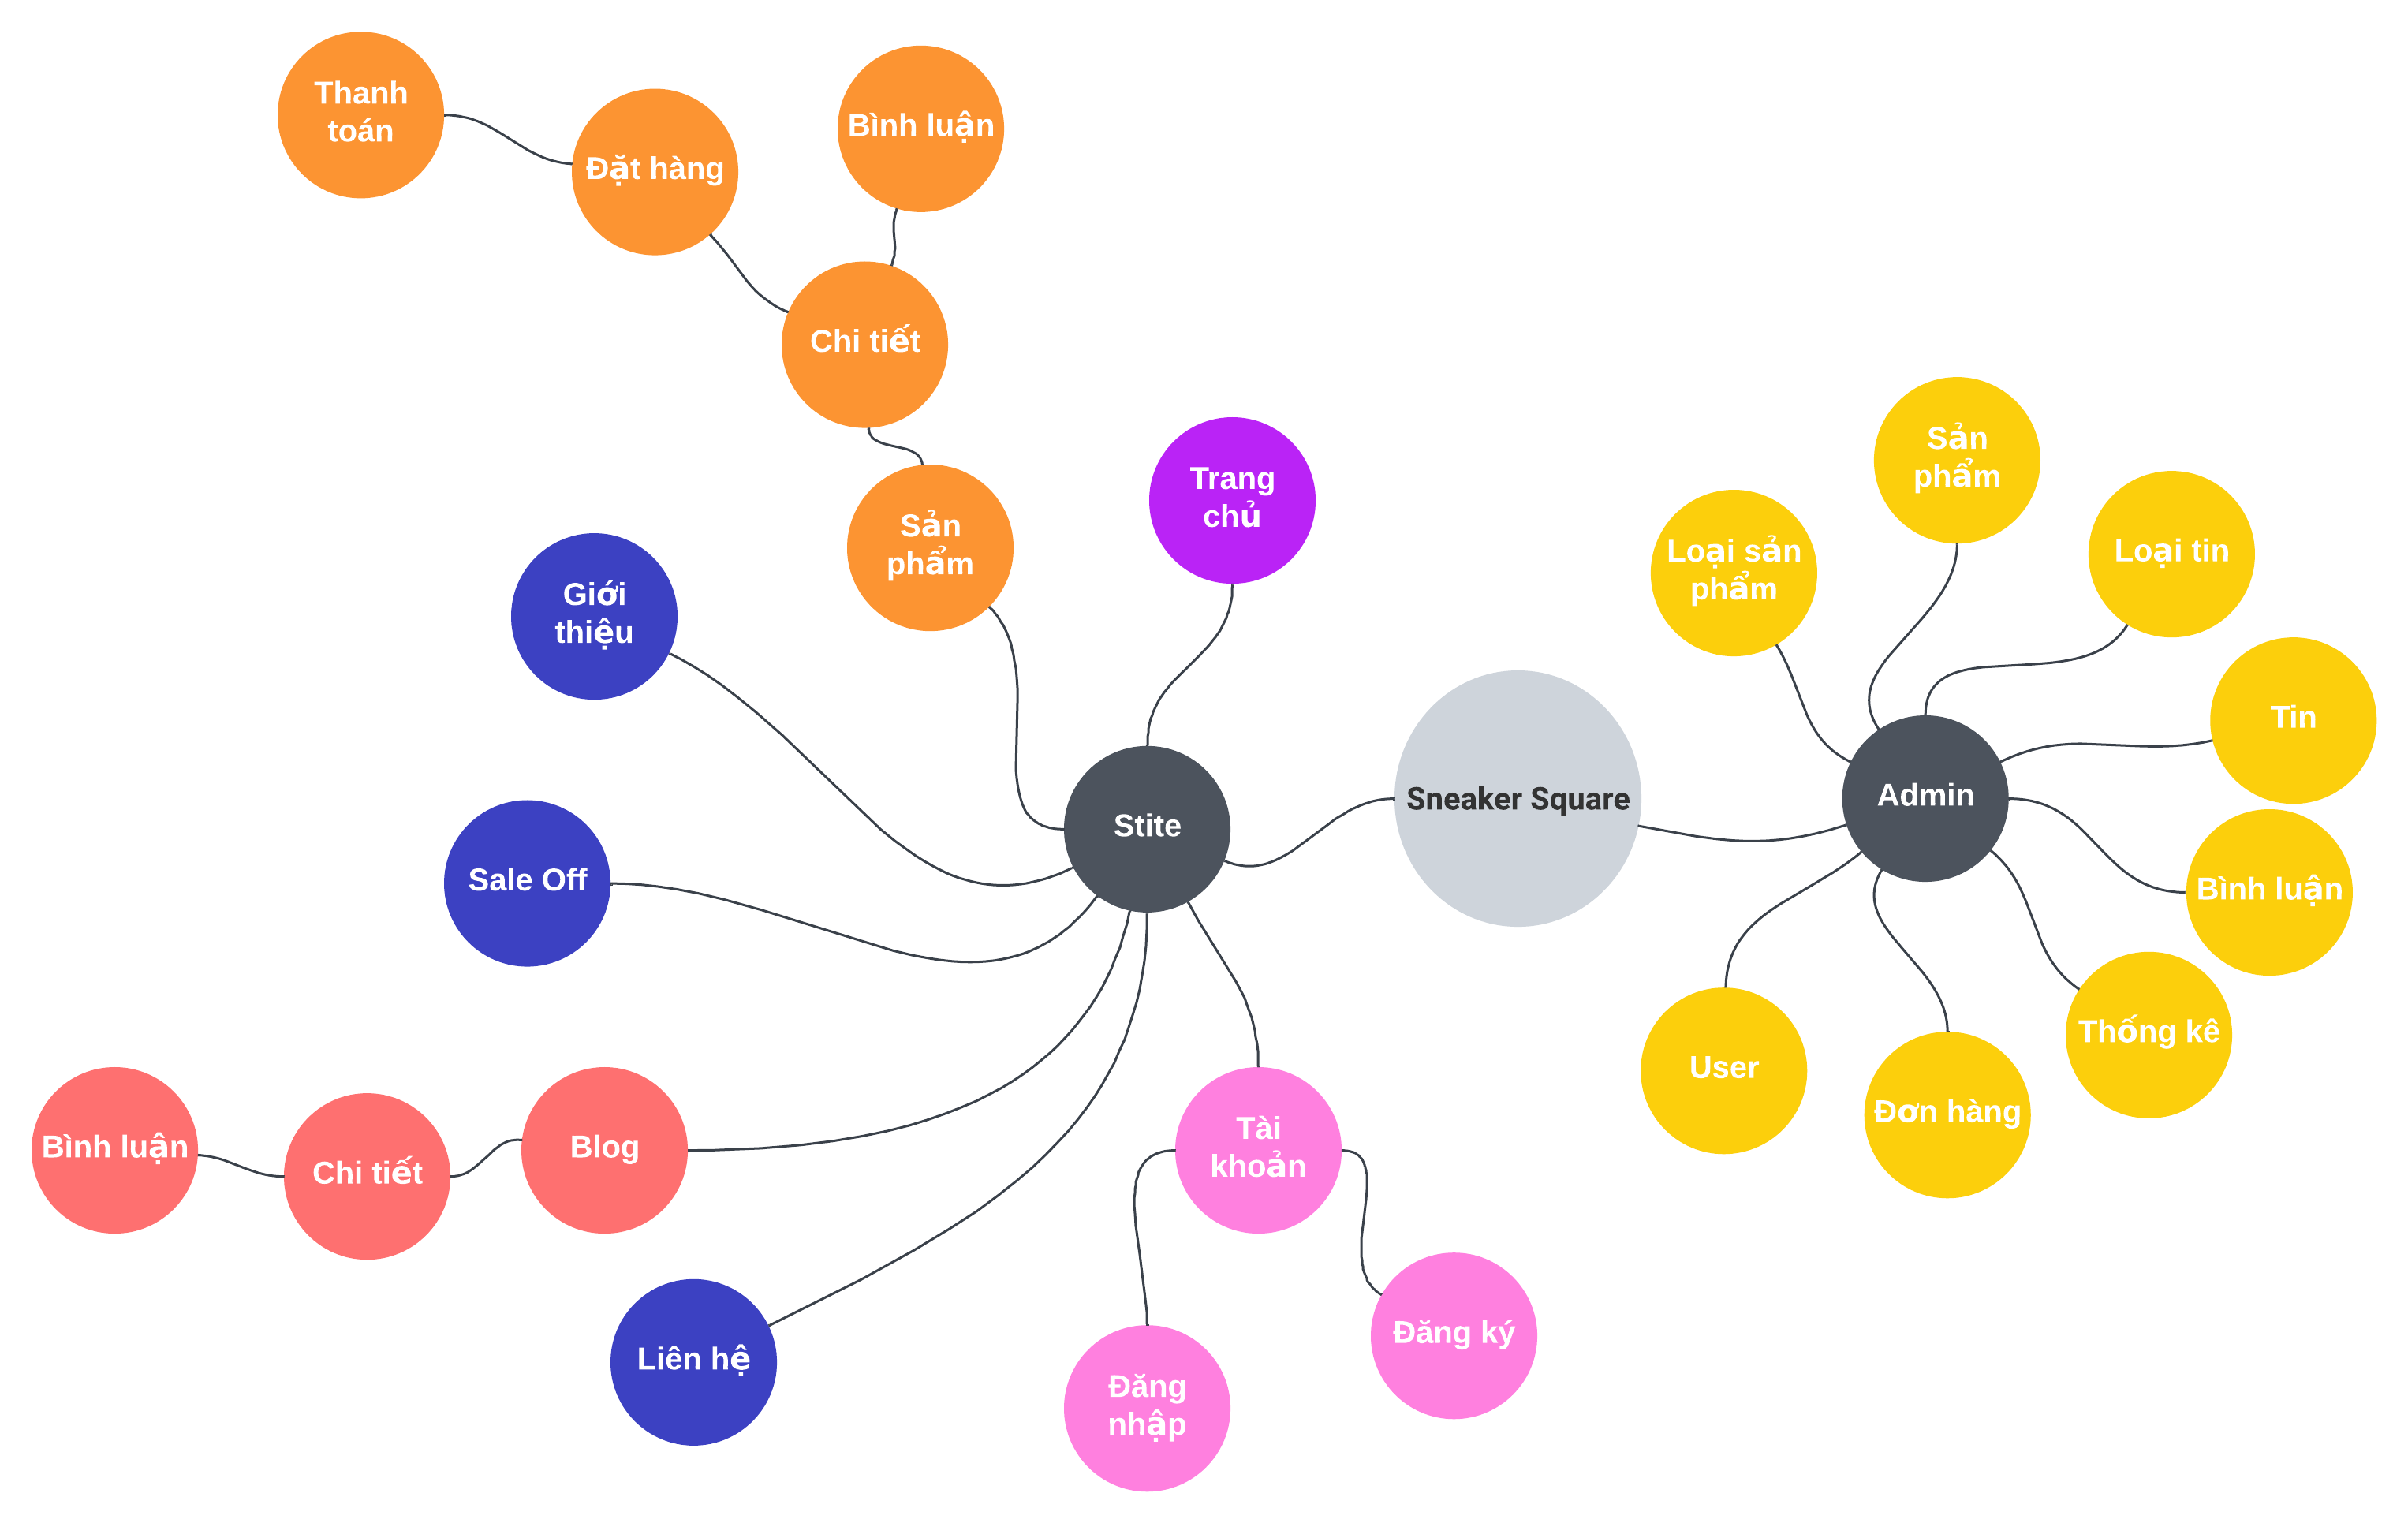 Thanh
toán
Đặt hàng
Bình luận
Chi tiết
Sản
phẩm
Trang
chủ
Giới
thiệu
Sale Off
Stite
Sneaker Square
Admin
Sản
phẩm
Loại sản
phẩm
Loại tin
Tin
Bình luận
Thống kê
Đơn hàng
User
Bình luận
Chi tiết
Blog
Liên hệ
Tài
khoản
Đăng ký
Đăng
nhập